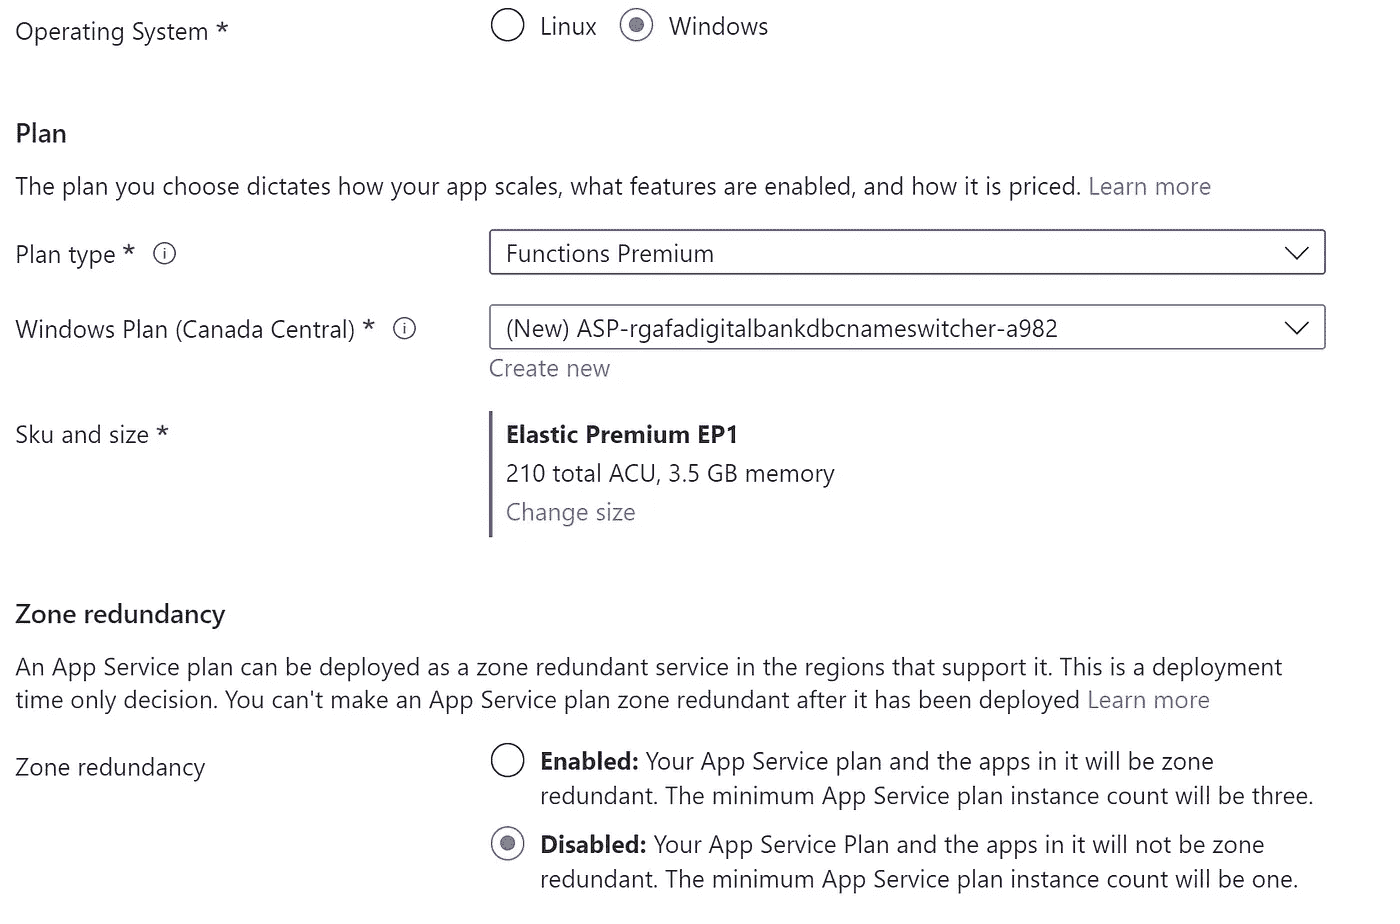 Operating System *
Linux
Windows
Plan
The plan you choose dictates how your app scales, what features are enabled, and how it is priced. Learn more
Plan type *
Functions Premium
Windows Plan (Canada Central) *
(New) ASP-rgafadigitalbankdbcnameswitcher-a982
Create new
Sku and size *
Elastic Premium EP1
210 total ACU, 3.5 GB memory
Change size
Zone redundancy
An App Service plan can be deployed as a zone redundant service in the regions that support it. This is a deployment
time only decision. You can't make an App Service plan zone redundant after it has been deployed Learn more
Zone redundancy
Enabled: Your App Service plan and the apps in it will be zone
redundant. The minimum App Service plan instance count will be three.
Disabled: Your App Service Plan and the apps in it will not be zone
redundant. The minimum App Service plan instance count will be one.